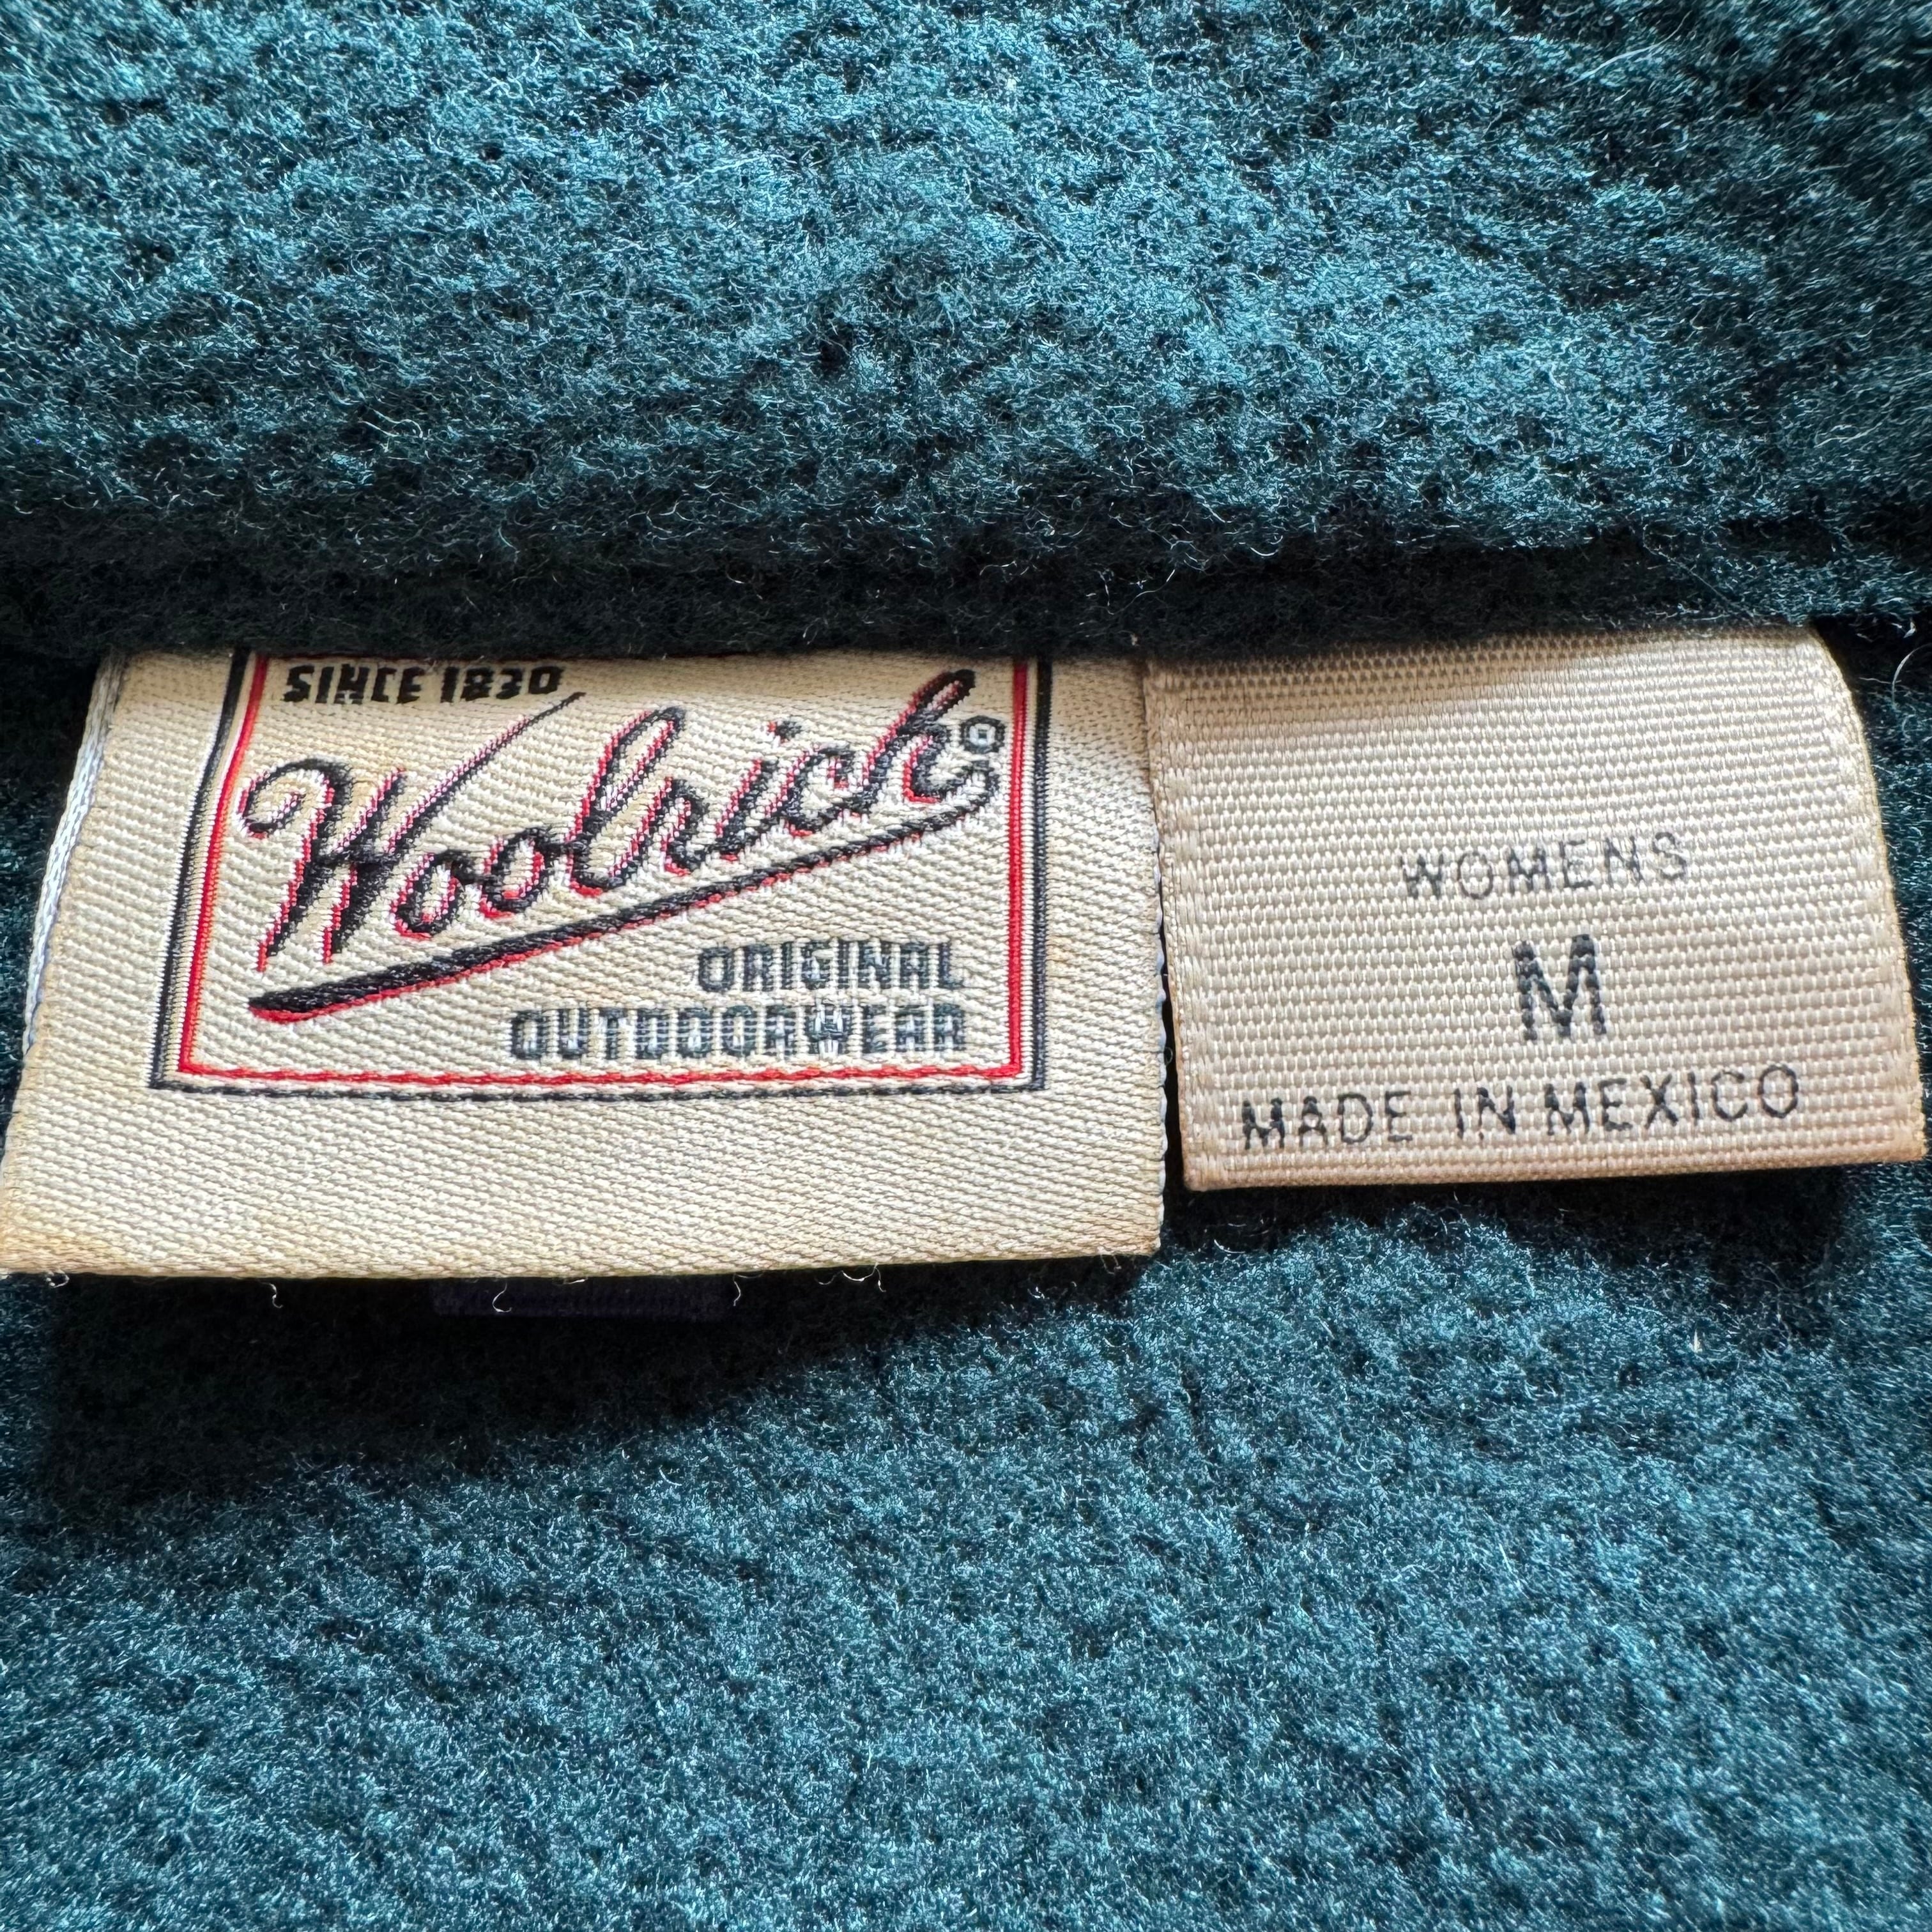 SINCE 1830
Woolrich®
ORIGINAL
OUTDOORWEAR
WOMENS
M
MADE IN MEXICO